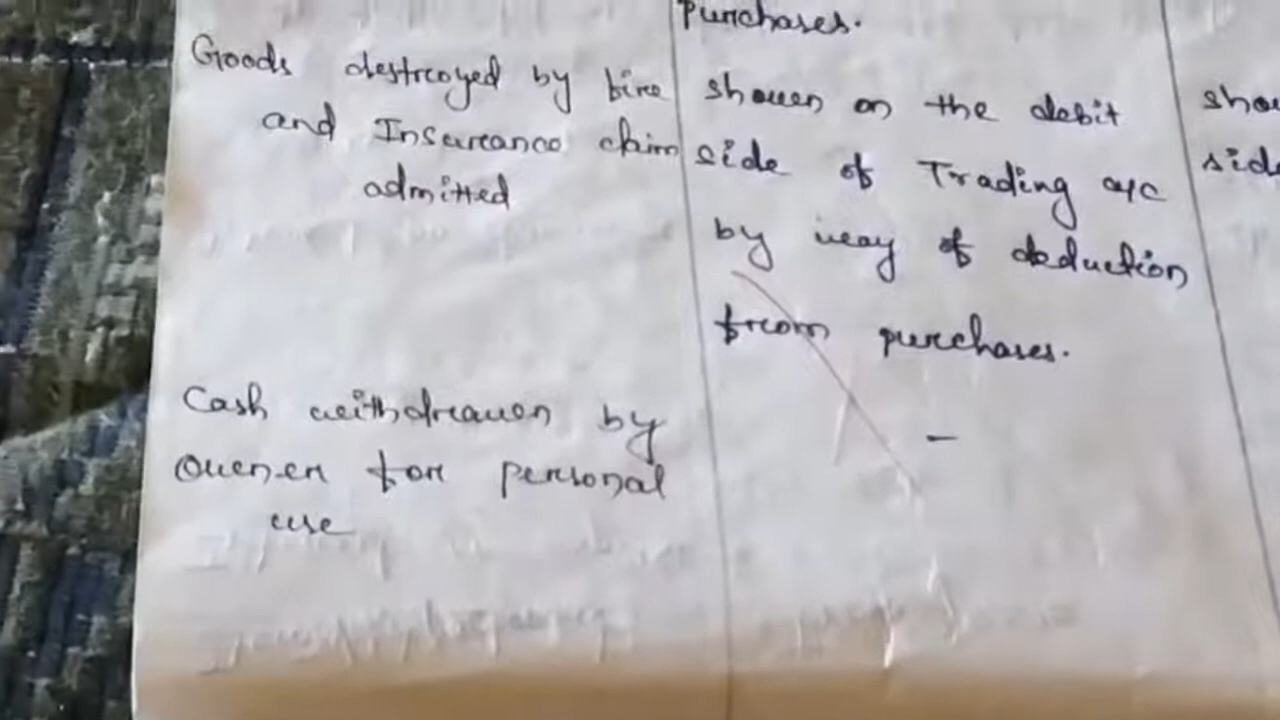 purchases.
Goods destroyed by fire
and Insurance claim
admitted
shown on the debit
side of Trading a/c
by way of deduction
from purchases.
Cash withdrawn by
Owner for personal
use
-